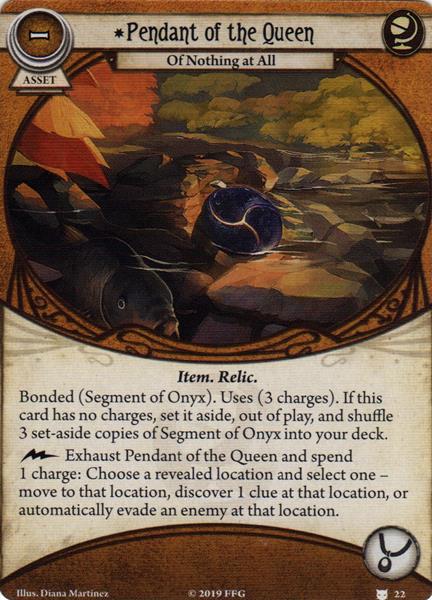 Pendant of the Queen
ASSET
Of Nothing at All
Item. Relic.
Bonded (Segment of Onyx). Uses (3 charges). If this
card has no charges, set it aside, out of play, and shuffle
3 set-aside copies of Segment of Onyx into your deck.
Exhaust Pendant of the Queen and spend
1 charge: Choose a revealed location and select one –
move to that location, discover 1 clue at that location, or
automatically evade an enemy at that location.
Illus. Diana Martinez
© 2019 FFG
22